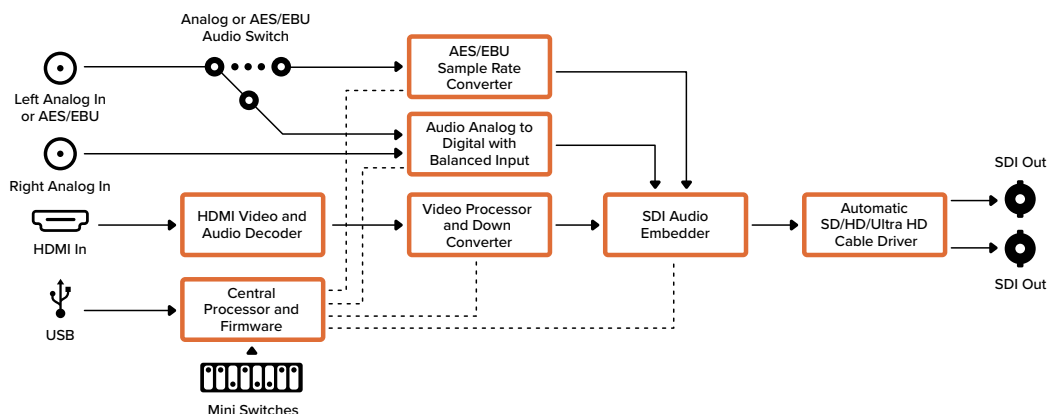 Analog or AES/EBU
Audio Switch
Left Analog In
or AES/EBU
AES/EBU
Sample Rate
Converter
Right Analog In
Audio Analog to
Digital with
Balanced Input
HDMI In
HDMI Video and
Audio Decoder
Video Processor
and Down
Converter
SDI Audio
Embedder
Automatic
SD/HD/Ultra HD
Cable Driver
SDI Out
SDI Out
USB
Central
Processor and
Firmware
Mini Switches